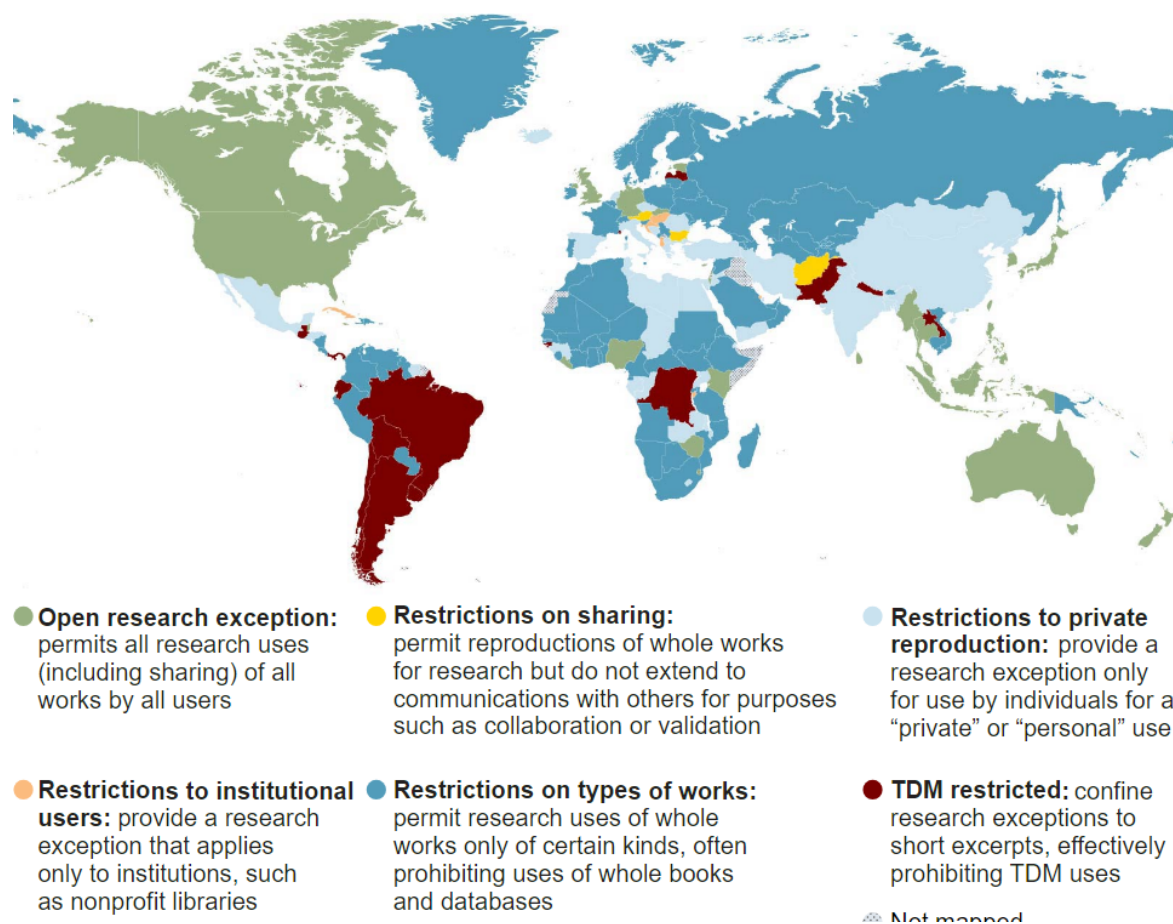 Open research exception:
permits all research uses
(including sharing) of all
works by all users
Restrictions on sharing:
permit reproductions of whole works
for research but do not extend to
communications with others for purposes
such as collaboration or validation
Restrictions to private
reproduction: provide a
research exception only
for use by individuals for a
“private” or “personal” use
Restrictions to institutional
users: provide a research
exception that applies
only to institutions, such
as nonprofit libraries
Restrictions on types of works:
permit research uses of whole
works only of certain kinds, often
prohibiting uses of whole books
and databases
TDM restricted: confine
research exceptions to
short excerpts, effectively
prohibiting TDM uses
Not mapped